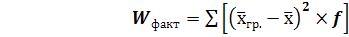 W факт = Σ[(x̅гр. − x̅)² × f]